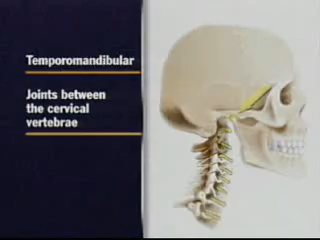 Temporomandibular
Joints between
the cervical
vertebrae